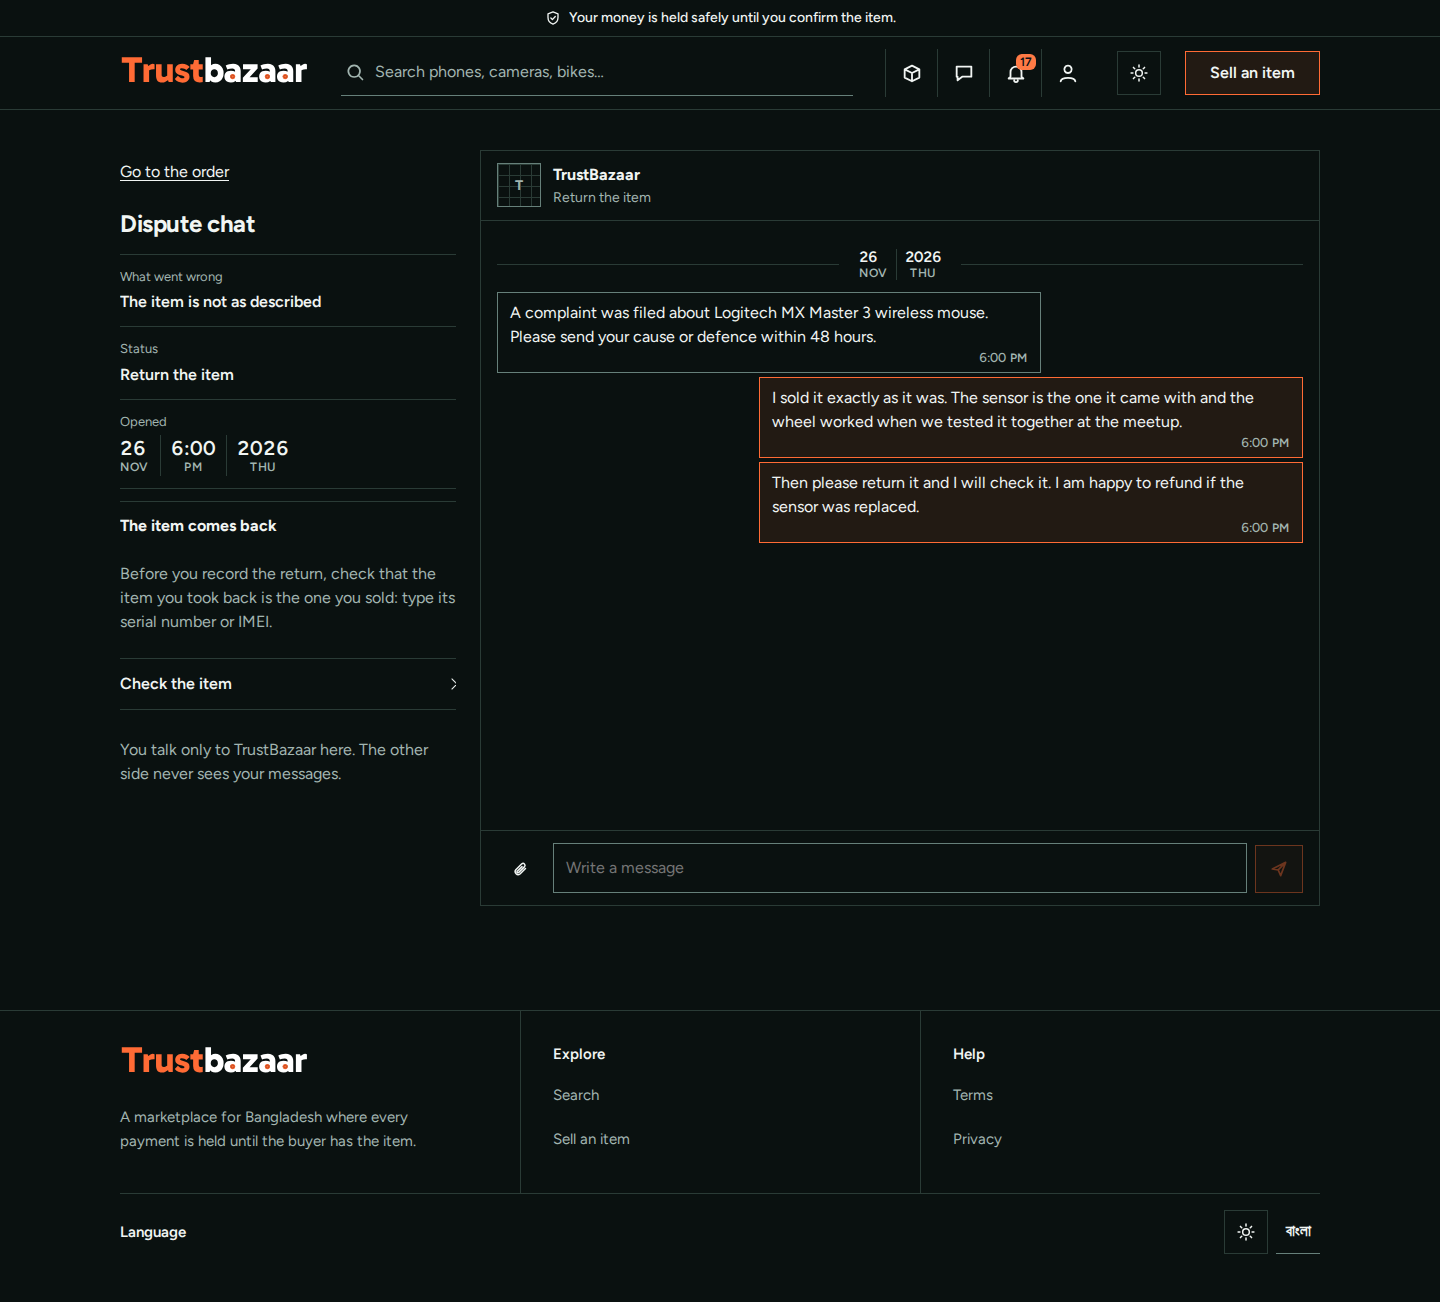 Your money is held safely until you confirm the item.
Trustbazaar
Search phones, cameras, bikes...
17
Sell an item
Go to the order
Dispute chat
What went wrong
The item is not as described
Status
Return the item
Opened
26 6:00 2026
NOV PM THU
The item comes back
Before you record the return, check that the
item you took back is the one you sold: type its
serial number or IMEI.
Check the item
You talk only to TrustBazaar here. The other
side never sees your messages.
T
TrustBazaar
Return the item
26 2026
NOV THU
A complaint was filed about Logitech MX Master 3 wireless mouse.
Please send your cause or defence within 48 hours.
6:00 PM
I sold it exactly as it was. The sensor is the one it came with and the
wheel worked when we tested it together at the meetup.
6:00 PM
Then please return it and I will check it. I am happy to refund if the
sensor was replaced.
6:00 PM
Write a message
Trustbazaar
A marketplace for Bangladesh where every
payment is held until the buyer has the item.
Explore
Search
Sell an item
Help
Terms
Privacy
Language
বাংলা